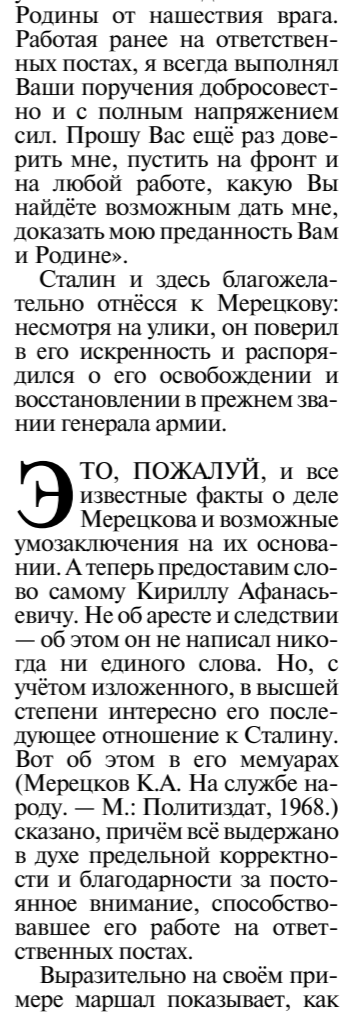 Родины от нашествия врага.
Работая ранее на ответствен-
ных постах, я всегда выполнял
Ваши поручения добросовест-
но и с полным напряжением
сил. Прошу Вас ещё раз дове-
рить мне, пустить на фронт и
на любой работе, какую Вы
найдёте возможным дать мне,
доказать мою преданность Вам
и Родине».
Сталин и здесь благожела-
тельно отнёсся к Мерецкову:
несмотря на улики, он поверил
в его искренность и распоря-
дился о его освобождении и
восстановлении в прежнем зва-
нии генерала армии.
ЭТО, ПОЖАЛУЙ, и все
известные факты о деле
Мерецкова и возможные
умозаключения на их основа-
нии. А теперь предоставим сло-
во самому Кириллу Афанась-
евичу. Не об аресте и следствии
— об этом он не написал нико-
гда ни единого слова. Но, с
учётом изложенного, в высшей
степени интересно его после-
дующее отношение к Сталину.
Вот об этом в его мемуарах
(Мерецков К.А. На службе на-
роду. — М.: Политиздат, 1968.)
сказано, причём всё выдержано
в духе предельной корректно-
сти и благодарности за посто-
янное внимание, способство-
вавшее его работе на ответ-
ственных постах.
Выразительно на своём при-
мере маршал показывает, как